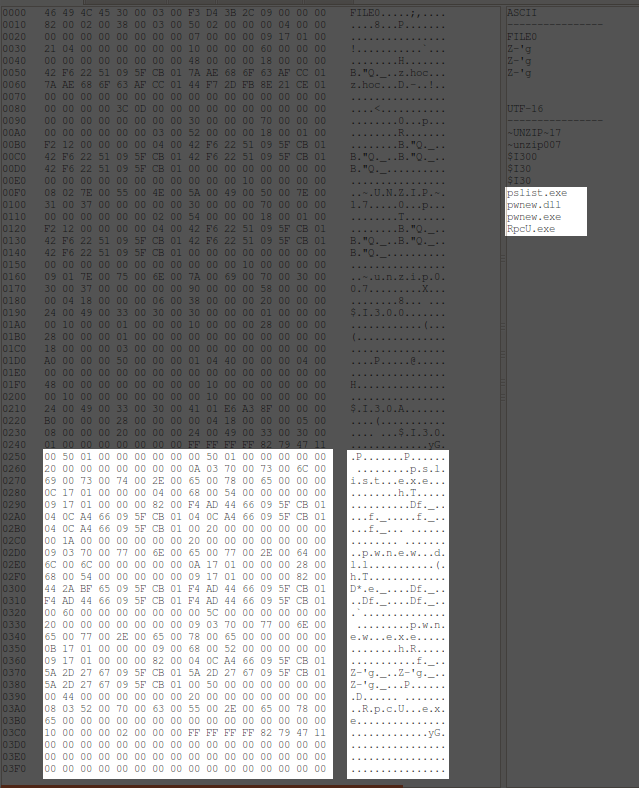 0000 46 49 4C 45 30 00 03 00 F3 D4 3B 2C 09 00 00 00 FILE0.....;,....
0010 82 00 02 00 38 00 03 00 50 02 00 00 00 04 00 00 ....8...P.......
0020 00 00 00 00 00 00 00 00 07 00 00 00 09 17 01 00 ................
0030 21 04 00 00 00 00 00 00 10 00 00 00 60 00 00 00 !...........`...
0040 00 00 00 00 00 00 00 00 48 00 00 00 18 00 00 00 ........H.......
0050 42 F6 22 51 09 5F CB 01 7A AE 68 6F 63 AF CC 01 B."Q._..z.hoc...
0060 7A AE 68 6F 63 AF CC 01 44 F7 2D FB 8E 21 CE 01 z.hoc...D.-..!..
0070 00 00 00 00 00 00 00 00 00 00 00 00 00 00 00 00 ................
0080 00 00 00 00 3C 0D 00 00 00 00 00 00 00 00 00 00 ....<...........
0090 00 00 00 00 00 00 00 00 30 00 00 00 70 00 00 00 ........0...p...
00A0 00 00 00 00 00 00 03 00 52 00 00 00 18 00 01 00 ........R.......
00B0 F2 12 00 00 00 00 04 00 42 F6 22 51 09 5F CB 01 ........B."Q._..
00C0 42 F6 22 51 09 5F CB 01 42 F6 22 51 09 5F CB 01 B."Q._..B."Q._..
00D0 42 F6 22 51 09 5F CB 01 00 00 00 00 00 00 00 00 B."Q._..........
00E0 00 00 00 00 00 00 00 00 00 00 00 10 00 00 00 00 ................
00F0 08 02 7E 00 55 00 4E 00 5A 00 49 00 50 00 7E 00 ..~.U.N.Z.I.P.~.
0100 31 00 37 00 00 00 00 00 30 00 00 00 70 00 00 00 1.7.....0...p...
0110 00 00 00 00 00 00 02 00 54 00 00 00 18 00 01 00 ........T.......
0120 F2 12 00 00 00 00 04 00 42 F6 22 51 09 5F CB 01 ........B."Q._..
0130 42 F6 22 51 09 5F CB 01 42 F6 22 51 09 5F CB 01 B."Q._..B."Q._..
0140 42 F6 22 51 09 5F CB 01 00 00 00 00 00 00 00 00 B."Q._..........
0150 00 00 00 00 00 00 00 00 00 00 00 10 00 00 00 00 ................
0160 09 01 7E 00 75 00 6E 00 7A 00 69 00 70 00 30 00 ..~.u.n.z.i.p.0.
0170 30 00 37 00 00 00 00 00 90 00 00 00 58 00 00 00 0.7.........X...
0180 00 04 18 00 00 00 06 00 38 00 00 00 20 00 00 00 ........8... ...
0190 24 00 49 00 33 00 30 00 30 00 00 00 01 00 00 00 $.I.3.0.0.......
01A0 00 10 00 00 01 00 00 00 10 00 00 00 28 00 00 00 ............(...
01B0 28 00 00 00 01 00 00 00 00 00 00 00 00 00 00 00 (...............
01C0 18 00 00 00 03 00 00 00 00 00 00 00 00 00 00 00 ................
01D0 A0 00 00 00 50 00 00 00 01 04 40 00 00 00 04 00 ....P.....@.....
01E0 00 00 00 00 00 00 00 00 00 00 00 00 00 00 00 00 ................
01F0 48 00 00 00 00 00 00 00 00 10 00 00 00 00 00 00 H...............
0200 00 10 00 00 00 00 00 00 00 10 00 00 00 00 00 00 ................
0210 24 00 49 00 33 00 30 00 41 01 E6 A3 8F 00 00 00 $.I.3.0.A.......
0220 B0 00 00 00 28 00 00 00 00 04 18 00 00 00 05 00 ....(...........
0230 08 00 00 00 20 00 00 00 24 00 49 00 33 00 30 00 .... ...$.I.3.0.
0240 01 00 00 00 00 00 00 00 FF FF FF FF 82 79 47 11 .............yG.
0250 00 50 01 00 00 00 00 00 00 50 01 00 00 00 00 00 .P.......P......
0260 20 00 00 00 00 00 00 00 0A 03 70 00 73 00 6C 00  .........p.s.l.
0270 69 00 73 00 74 00 2E 00 65 00 78 00 65 00 00 00 i.s.t...e.x.e...
0280 0C 17 01 00 00 00 04 00 68 00 54 00 00 00 00 00 ........h.T.....
0290 09 17 01 00 00 00 82 00 F4 AD 44 66 09 5F CB 01 ..........Df._..
02A0 04 0C A4 66 09 5F CB 01 04 0C A4 66 09 5F CB 01 ...f._.....f._..
02B0 04 0C A4 66 09 5F CB 01 00 20 00 00 00 00 00 00 ...f._... ......
02C0 00 1A 00 00 00 00 00 00 20 00 00 00 00 00 00 00 ........ .......
02D0 09 03 70 00 77 00 6E 00 65 00 77 00 2E 00 64 00 ..p.w.n.e.w...d.
02E0 6C 00 6C 00 00 00 00 00 0A 17 01 00 00 00 28 00 l.l...........(.
02F0 68 00 54 00 00 00 00 00 09 17 01 00 00 00 82 00 h.T.............
0300 44 2A BF 65 09 5F CB 01 F4 AD 44 66 09 5F CB 01 D*.e._....Df._..
0310 F4 AD 44 66 09 5F CB 01 F4 AD 44 66 09 5F CB 01 ..Df._....Df._..
0320 00 60 00 00 00 00 00 00 00 5C 00 00 00 00 00 00 .`.......\......
0330 20 00 00 00 00 00 00 00 09 03 70 00 77 00 6E 00  .........p.w.n.
0340 65 00 77 00 2E 00 65 00 78 00 65 00 00 00 00 00 e.w...e.x.e.....
0350 0B 17 01 00 00 00 09 00 68 00 52 00 00 00 00 00 ........h.R.....
0360 09 17 01 00 00 00 82 00 04 0C A4 66 09 5F CB 01 ...........f._..
0370 5A 2D 27 67 09 5F CB 01 5A 2D 27 67 09 5F CB 01 Z-'g._..Z-'g._..
0380 5A 2D 27 67 09 5F CB 01 00 50 00 00 00 00 00 00 Z-'g._...P......
0390 00 44 00 00 00 00 00 00 20 00 00 00 00 00 00 00 .D...... .......
03A0 08 03 52 00 70 00 63 00 55 00 2E 00 65 00 78 00 ..R.p.c.U...e.x.
03B0 65 00 00 00 00 00 00 00 00 00 00 00 00 00 00 00 e...............
03C0 10 00 00 00 02 00 00 00 FF FF FF FF 82 79 47 11 .............yG.
03D0 00 00 00 00 00 00 00 00 00 00 00 00 00 00 00 00 ................
03E0 00 00 00 00 00 00 00 00 00 00 00 00 00 00 00 00 ................
03F0 00 00 00 00 00 00 00 00 00 00 00 00 00 00 00 00 ................
ASCII
---------------
FILE0
Z-'g
Z-'g
UTF-16
---------------
~UNZIP~17
~unzip007
$I300
$I30
$I30
pslist.exe
pwnew.dll
pwnew.exe
RpcU.exe